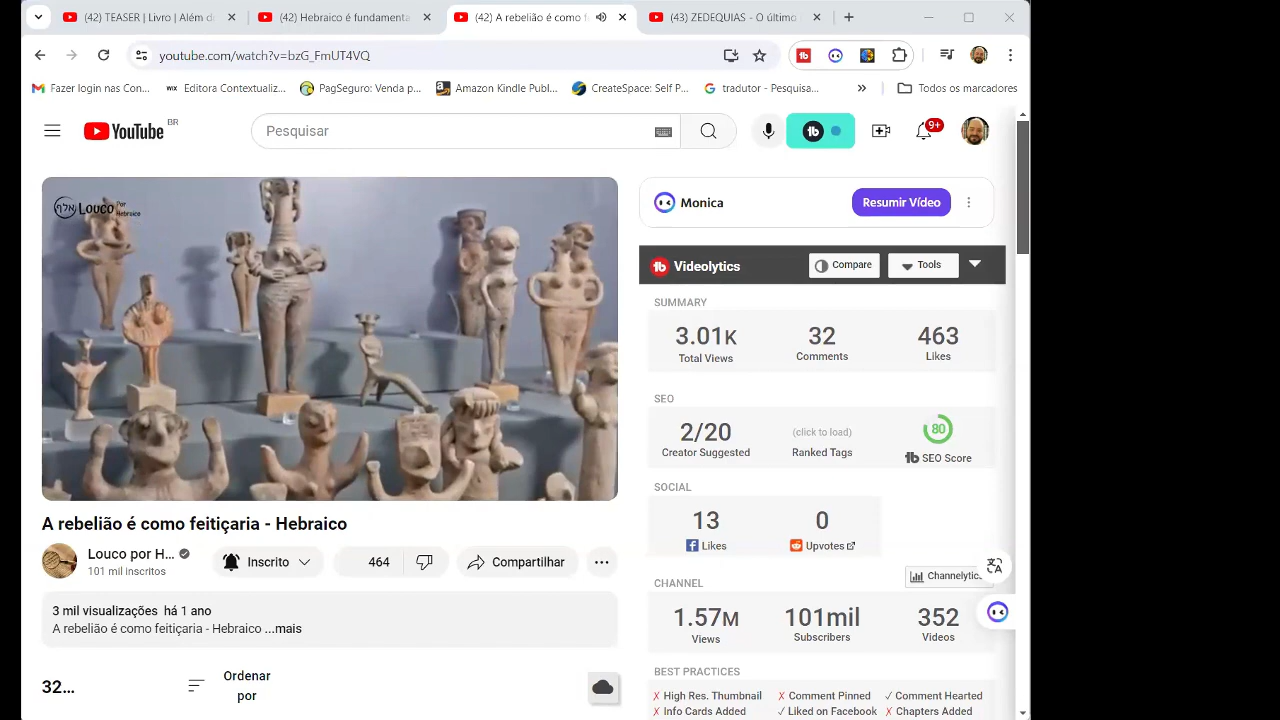 (42) TEASER | Livro | Além d
(42) Hebraico é fundamenta
(42) A rebelião é como f
(43) ZEDEQUIAS - O último
youtube.com/watch?v=bzG_FmUT4VQ
Fazer login nas Con...
WIX Editora Contextualiz...
PagSeguro: Venda p...
Amazon Kindle Publ...
CreateSpace: Self P...
tradutor - Pesquisa...
»
Todos os marcadores
YouTube BR
Pesquisar
tb
9+
אלף Louco Por Hebraico
Monica
Resumir Vídeo
tb Videolytics
Compare
Tools
SUMMARY
3.01K 32 463
Total Views Comments Likes
SEO
2/20 (click to load) 80
Creator Suggested Ranked Tags tb SEO Score
SOCIAL
13 0
Likes Upvotes
A rebelião é como feitiçaria - Hebraico
Louco por H...
101 mil inscritos
Inscrito
464
Compartilhar
...
Channelytics
CHANNEL
1.57M 101mil 352
Views Subscribers Videos
3 mil visualizações há 1 ano
A rebelião é como feitiçaria - Hebraico ...mais
BEST PRACTICES
✗ High Res. Thumbnail ✗ Comment Pinned ✓ Comment Hearted
✗ Info Cards Added ✓ Liked on Facebook ✗ Chapters Added
32...
Ordenar
por